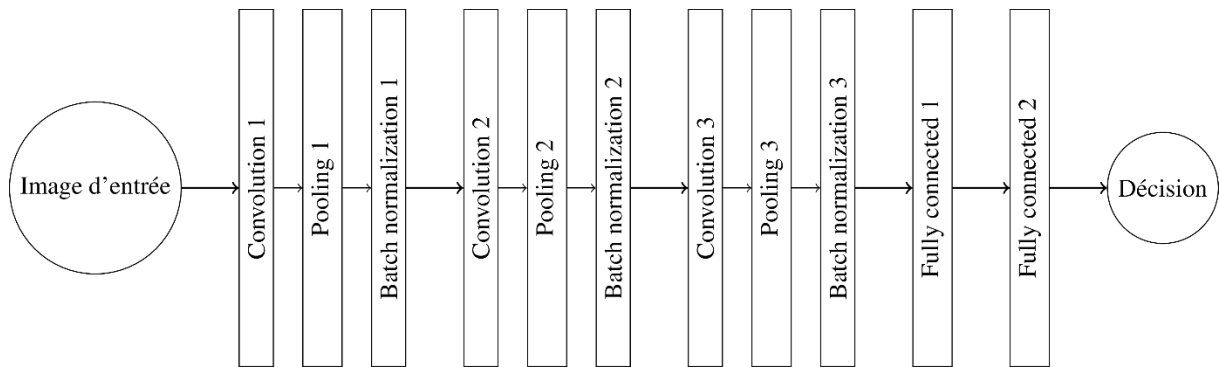 Image d'entrée
Convolution 1
Pooling 1
Batch normalization 1
Convolution 2
Pooling 2
Batch normalization 2
Convolution 3
Pooling 3
Batch normalization 3
Fully connected 1
Fully connected 2
Décision